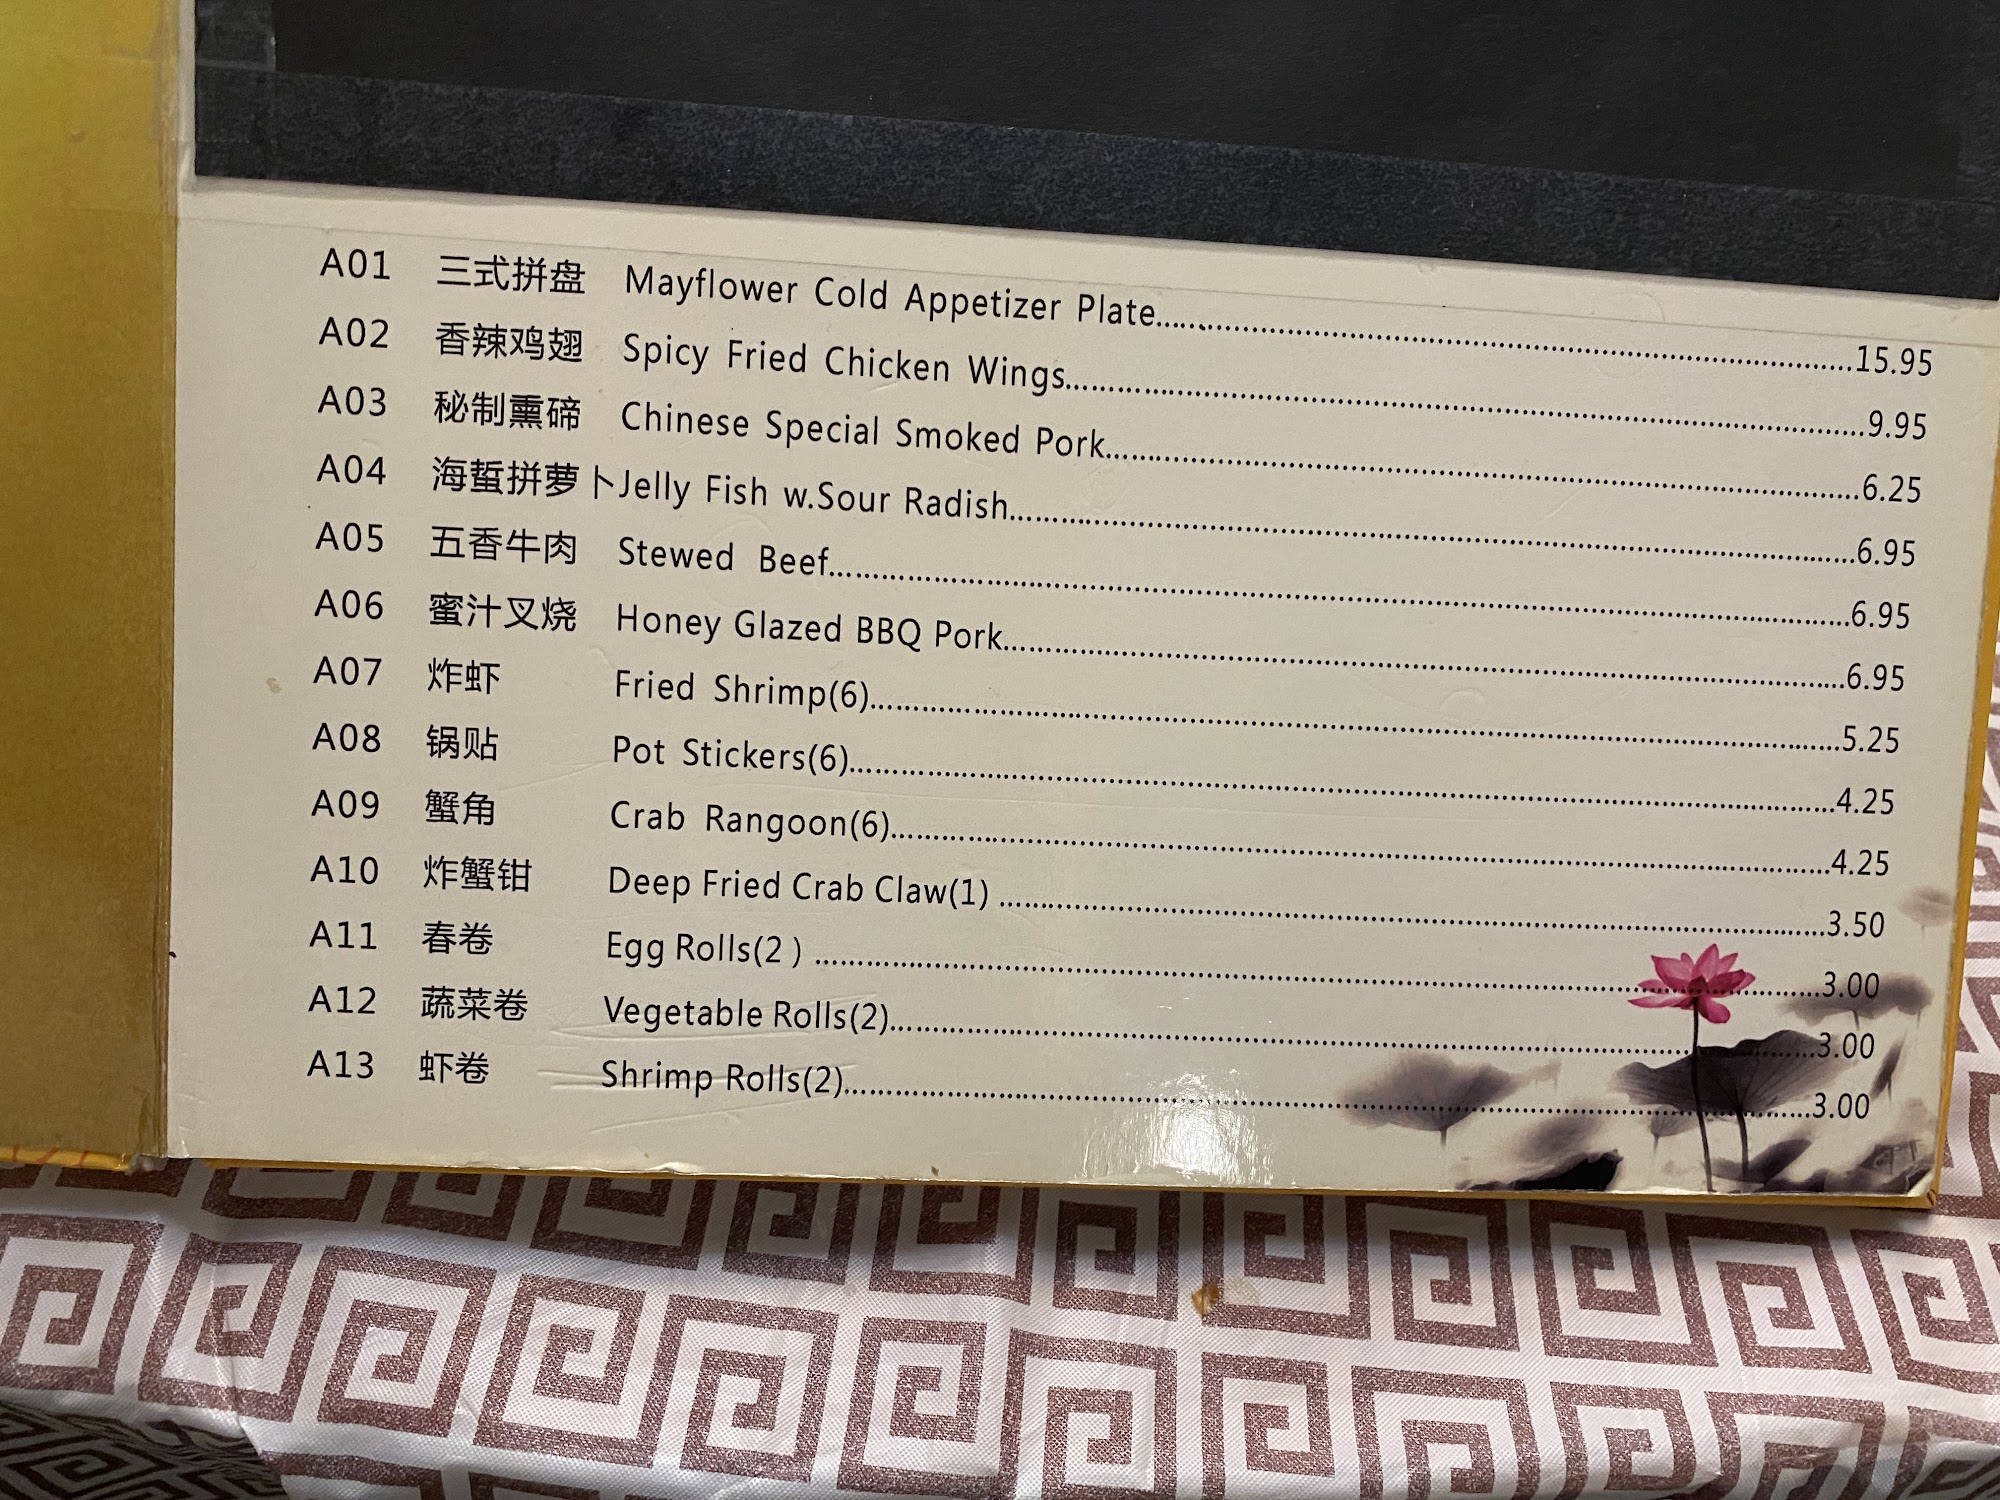 A01 三式拼盘 Mayflower Cold Appetizer Plate...15.95
A02 香辣鸡翅 Spicy Fried Chicken Wings...9.95
A03 秘制熏碲 Chinese Special Smoked Pork...6.25
A04 海蜇拼萝卜Jelly Fish w.Sour Radish...6.95
A05 五香牛肉 Stewed Beef...6.95
A06 蜜汁叉烧 Honey Glazed BBQ Pork...6.95
A07 炸虾 Fried Shrimp(6)...5.25
A08 锅贴 Pot Stickers(6)...4.25
A09 蟹角 Crab Rangoon(6)...4.25
A10 炸蟹钳 Deep Fried Crab Claw(1) ...3.50
A11 春卷 Egg Rolls(2 ) ...3.00
A12 蔬菜卷 Vegetable Rolls(2)...3.00
A13 虾卷 Shrimp Rolls(2)...3.00